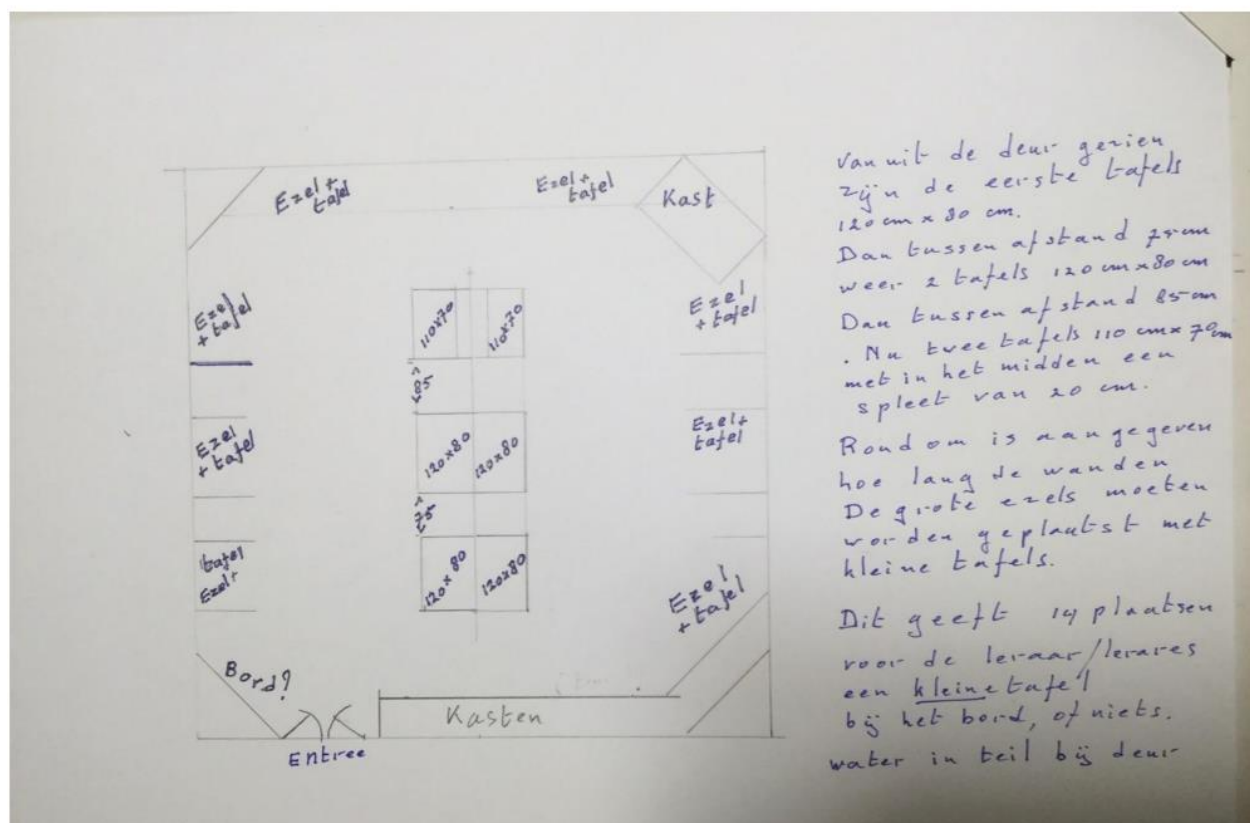 Ezel +
tafel
Ezel +
tafel
Kast
Ezel
+ tafel
110x70
110x70
Ezel
+ tafel
85
Ezel
+ tafel
120x80
120x80
Ezel+
tafel
75
tafel
Ezel+
120x80
120x80
Ezel
+ tafel
Bord?
Kasten
Entree
Van uit de deur gezien
zijn de eerste tafels
120 cm x 80 cm.
Dan tussen afstand 75 cm
weer 2 tafels 120 cm x 80 cm
Dan tussen afstand 85 cm
. Nu twee tafels 110 cm x 70 cm
met in het midden een
spleet van 20 cm.
Rond om is aangegeven
hoe lang de wanden
De grote ezels moeten
worden geplaatst met
kleine tafels.
Dit geeft 14 plaatsen
voor de leraar/lerares
een kleine tafel
bij het bord, of niets.
water in teil bij deur